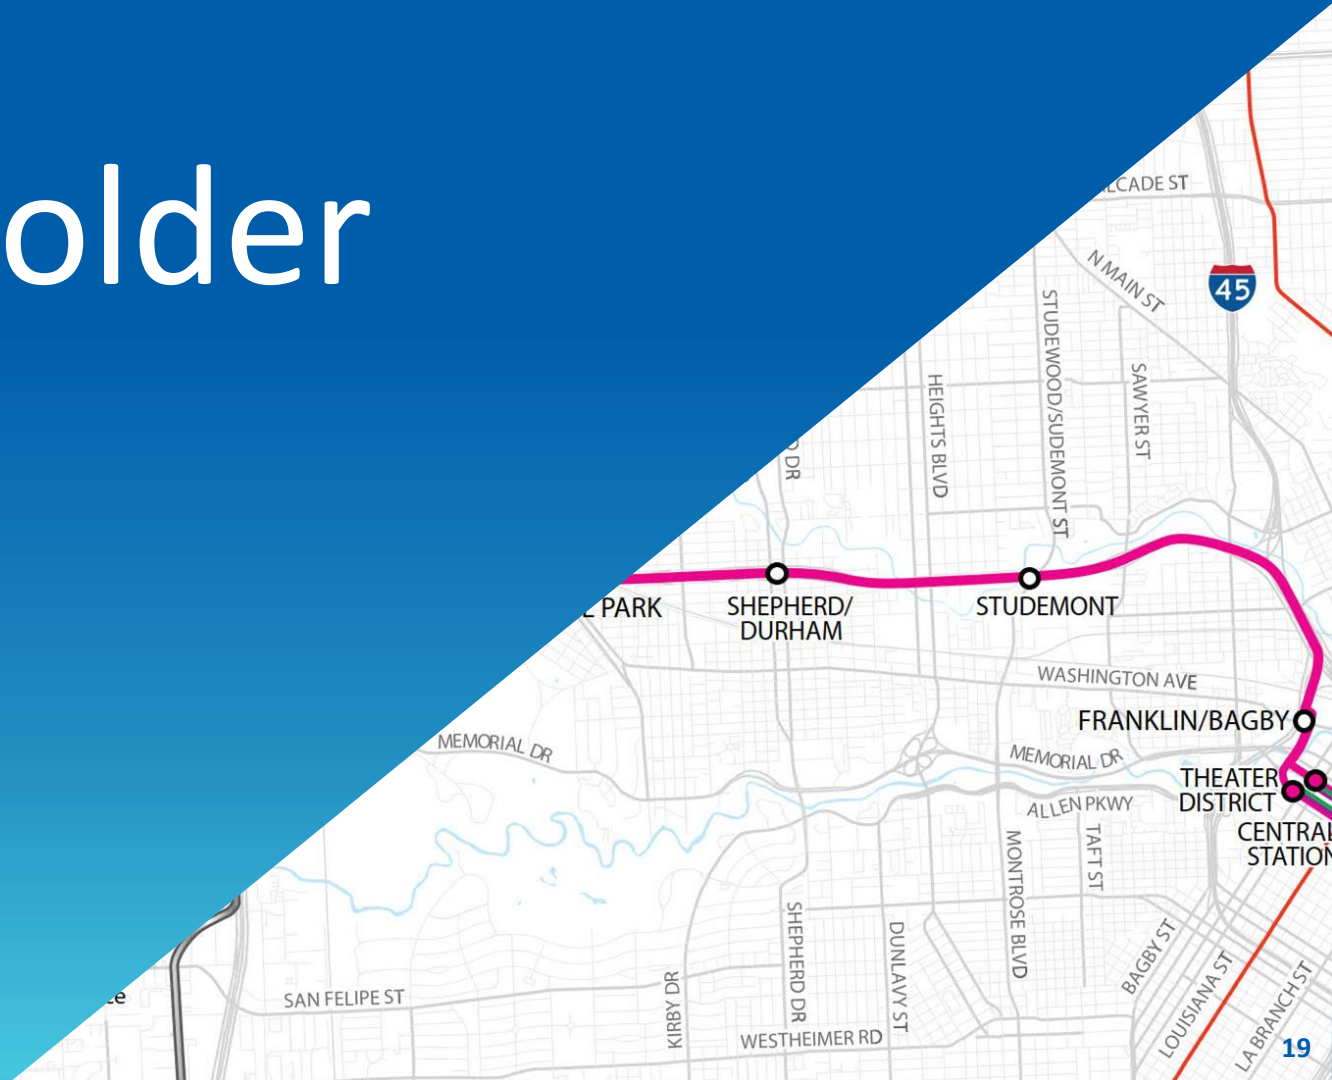 older
45
N MAIN ST
STUDEWOOD/SUDEMONT ST
SAWYER ST
HEIGHTS BLVD
DR
PARK
SHEPHERD/
DURHAM
STUDEMONT
WASHINGTON AVE
FRANKLIN/BAGBY
MEMORIAL DR
MEMORIAL DR
THEATER
DISTRICT
ALLEN PKWY
CENTRAL
STATION
TAFT ST
MONTROSE BLVD
SHEPHERD DR
DUNLAVY ST
BAGBY ST
LOUISIANA ST
LA BRANCH ST
KIRBY DR
SAN FELIPE ST
WESTHEIMER RD
19